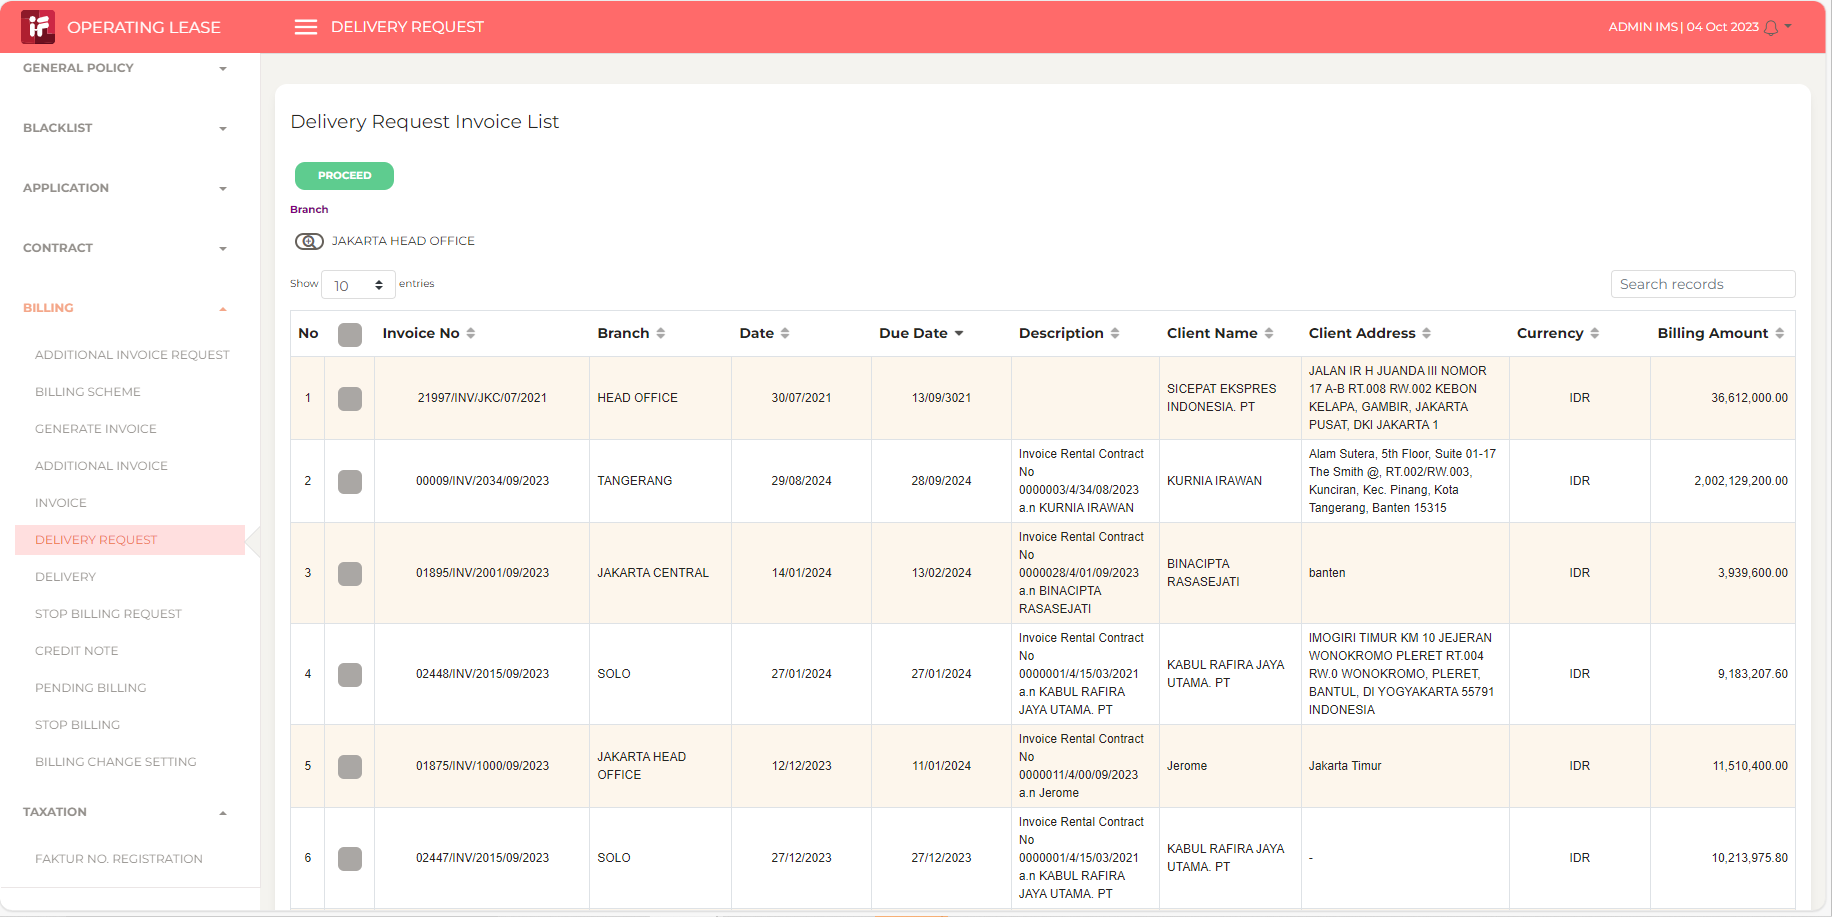 iF OPERATING LEASE
DELIVERY REQUEST
ADMIN IMS | 04 Oct 2023
GENERAL POLICY
BLACKLIST
APPLICATION
CONTRACT
BILLING
ADDITIONAL INVOICE REQUEST
BILLING SCHEME
GENERATE INVOICE
ADDITIONAL INVOICE
INVOICE
DELIVERY REQUEST
DELIVERY
STOP BILLING REQUEST
CREDIT NOTE
PENDING BILLING
STOP BILLING
BILLING CHANGE SETTING
TAXATION
FAKTUR NO. REGISTRATION
Delivery Request Invoice List
PROCEED
Branch
JAKARTA HEAD OFFICE
Show 10 entries
Search records
No Invoice No Branch Date Due Date Description Client Name Client Address Currency Billing Amount
1 21997/INV/JKC/07/2021 HEAD OFFICE 30/07/2021 13/09/3021
SICEPAT EKSPRES
INDONESIA. PT
JALAN IR H JUANDA III NOMOR
17 A-B RT.008 RW.002 KEBON
KELAPA, GAMBIR, JAKARTA
PUSAT, DKI JAKARTA 1
IDR 36,612,000.00
2 00009/INV/2034/09/2023 TANGERANG 29/08/2024 28/09/2024
Invoice Rental Contract
No
0000003/4/34/08/2023
a.n KURNIA IRAWAN
KURNIA IRAWAN
Alam Sutera, 5th Floor, Suite 01-17
The Smith @, RT.002/RW.003,
Kunciran, Kec. Pinang, Kota
Tangerang, Banten 15315
IDR 2,002,129,200.00
3 01895/INV/2001/09/2023 JAKARTA CENTRAL 14/01/2024 13/02/2024
Invoice Rental Contract
No
0000028/4/01/09/2023
a.n BINACIPTA
RASASEJATI
BINACIPTA
RASASEJATI
banten
IDR 3,939,600.00
4 02448/INV/2015/09/2023 SOLO 27/01/2024 27/01/2024
Invoice Rental Contract
No
0000001/4/15/03/2021
a.n KABUL RAFIRA
JAYA UTAMA. PT
KABUL RAFIRA JAYA
UTAMA. PT
IMOGIRI TIMUR KM 10 JEJERAN
WONOKROMO PLERET RT.004
RW.0 WONOKROMO, PLERET,
BANTUL, DI YOGYAKARTA 55791
INDONESIA
IDR 9,183,207.60
5 01875/INV/1000/09/2023
JAKARTA HEAD
OFFICE
12/12/2023 11/01/2024
Invoice Rental Contract
No
0000011/4/00/09/2023
a.n Jerome
Jerome
Jakarta Timur
IDR 11,510,400.00
6 02447/INV/2015/09/2023 SOLO 27/12/2023 27/12/2023
Invoice Rental Contract
No
0000001/4/15/03/2021
a.n KABUL RAFIRA
JAYA UTAMA. PT
KABUL RAFIRA JAYA
UTAMA. PT
-
IDR 10,213,975.80